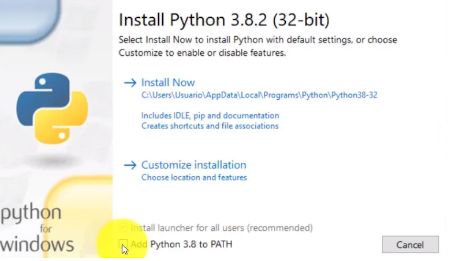 Install Python 3.8.2 (32-bit)
Select Install Now to install Python with default settings, or choose
Customize to enable or disable features.
Install Now
C:\Users\Usuario\AppData\Local\Programs\Python\Python38-32
Includes IDLE, pip and documentation
Creates shortcuts and file associations
Customize installation
Choose location and features
python
for
windows
Install launcher for all users (recommended)
Add Python 3.8 to PATH
Cancel